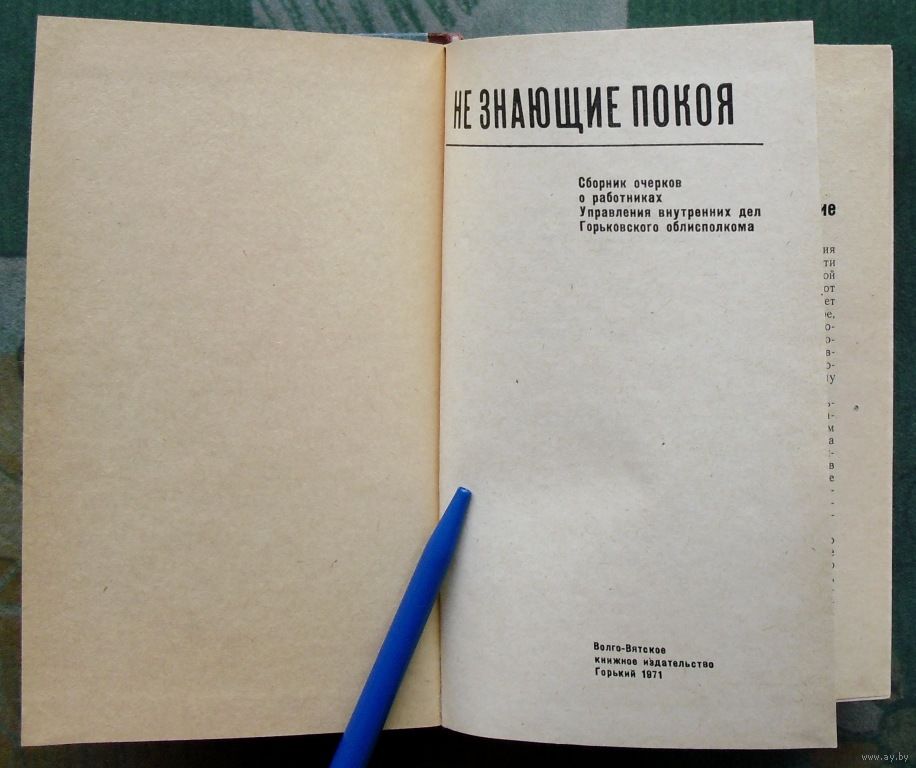 НЕ ЗНАЮЩИЕ ПОКОЯ
Сборник очерков
о работниках
Управления внутренних дел
Горьковского облисполкома
Волго-Вятское
книжное издательство
Горький 1971
www.ay.by